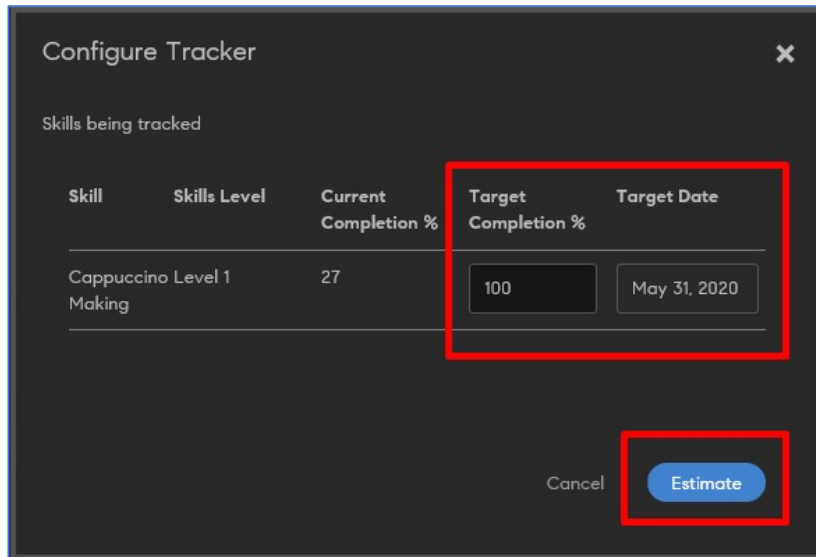 Configure Tracker
Skills being tracked
Skill Skills Level Current Completion % Target Completion % Target Date
Cappuccino Making Level 1 27 100 May 31, 2020
Cancel Estimate